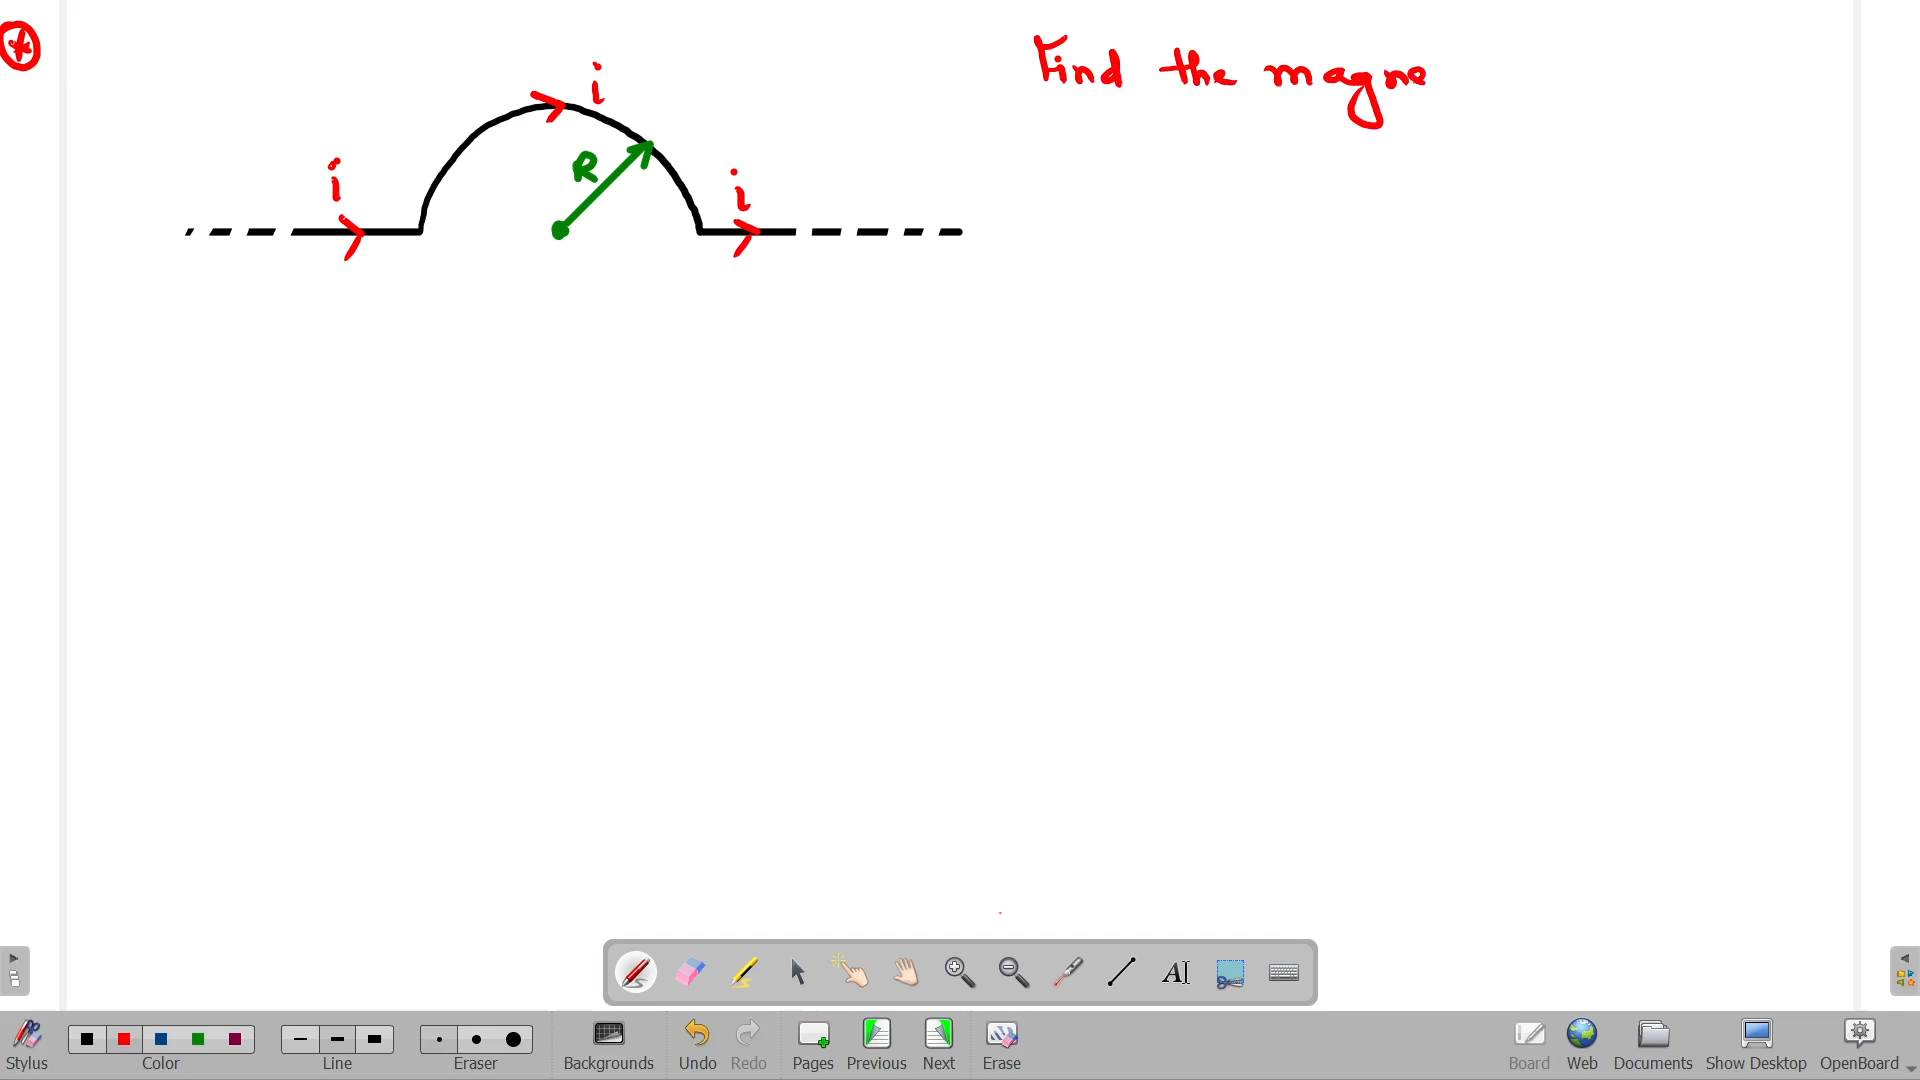 Find the magne
i
i
R
i
Stylus
Color
Line
Eraser
Backgrounds
Undo
Redo
Pages
Previous
Next
Erase
Board
Web
Documents
Show Desktop
OpenBoard